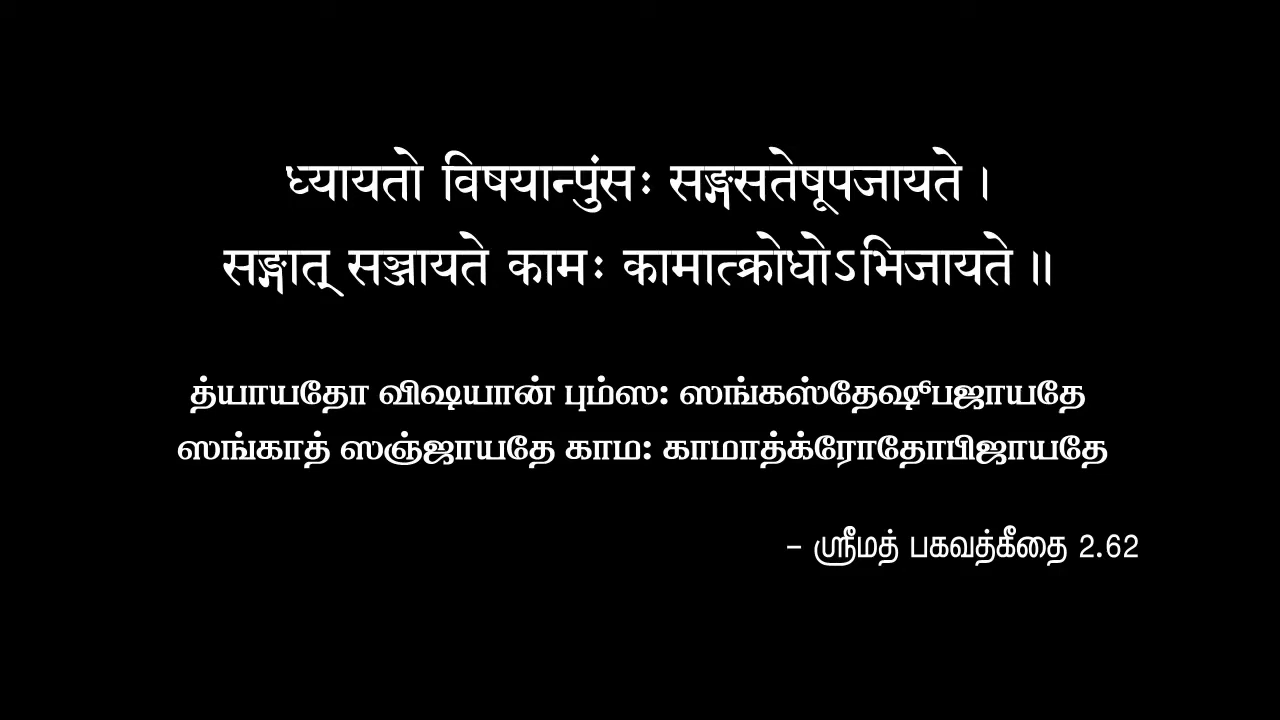 ध्यायतो विषयान्पुंसः सङ्गसतेषूपजायते ।
सङ्गात् सञ्जायते कामः कामात्क्रोधोऽभिजायते ॥
த்யாயதோ விஷயான் பும்ஸ: ஸங்கஸ்தேஷூபஜாயதே
ஸங்காத் ஸஞ்ஜாயதே காம: காமாத்க்ரோதோபிஜாயதே
– ஸ்ரீமத் பகவத்கீதை 2.62